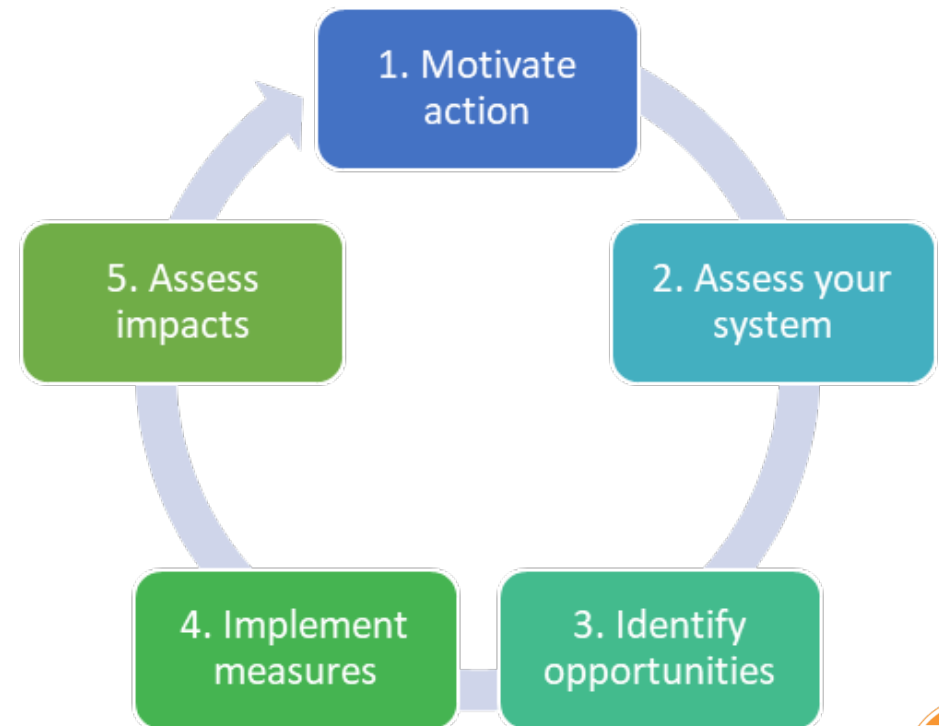 1. Motivate
action
2. Assess your
system
3. Identify
opportunities
4. Implement
measures
5. Assess
impacts